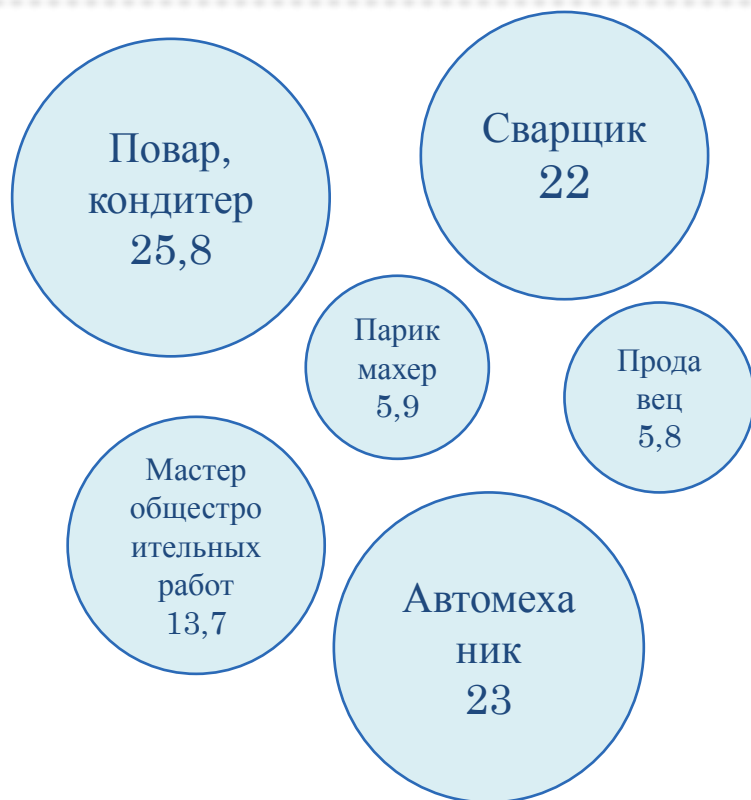 Повар,
кондитер
25,8
Сварщик
22
Парик
махер
5,9
Прода
вец
5,8
Мастер
общестро
ительных
работ
13,7
Автомеха
ник
23